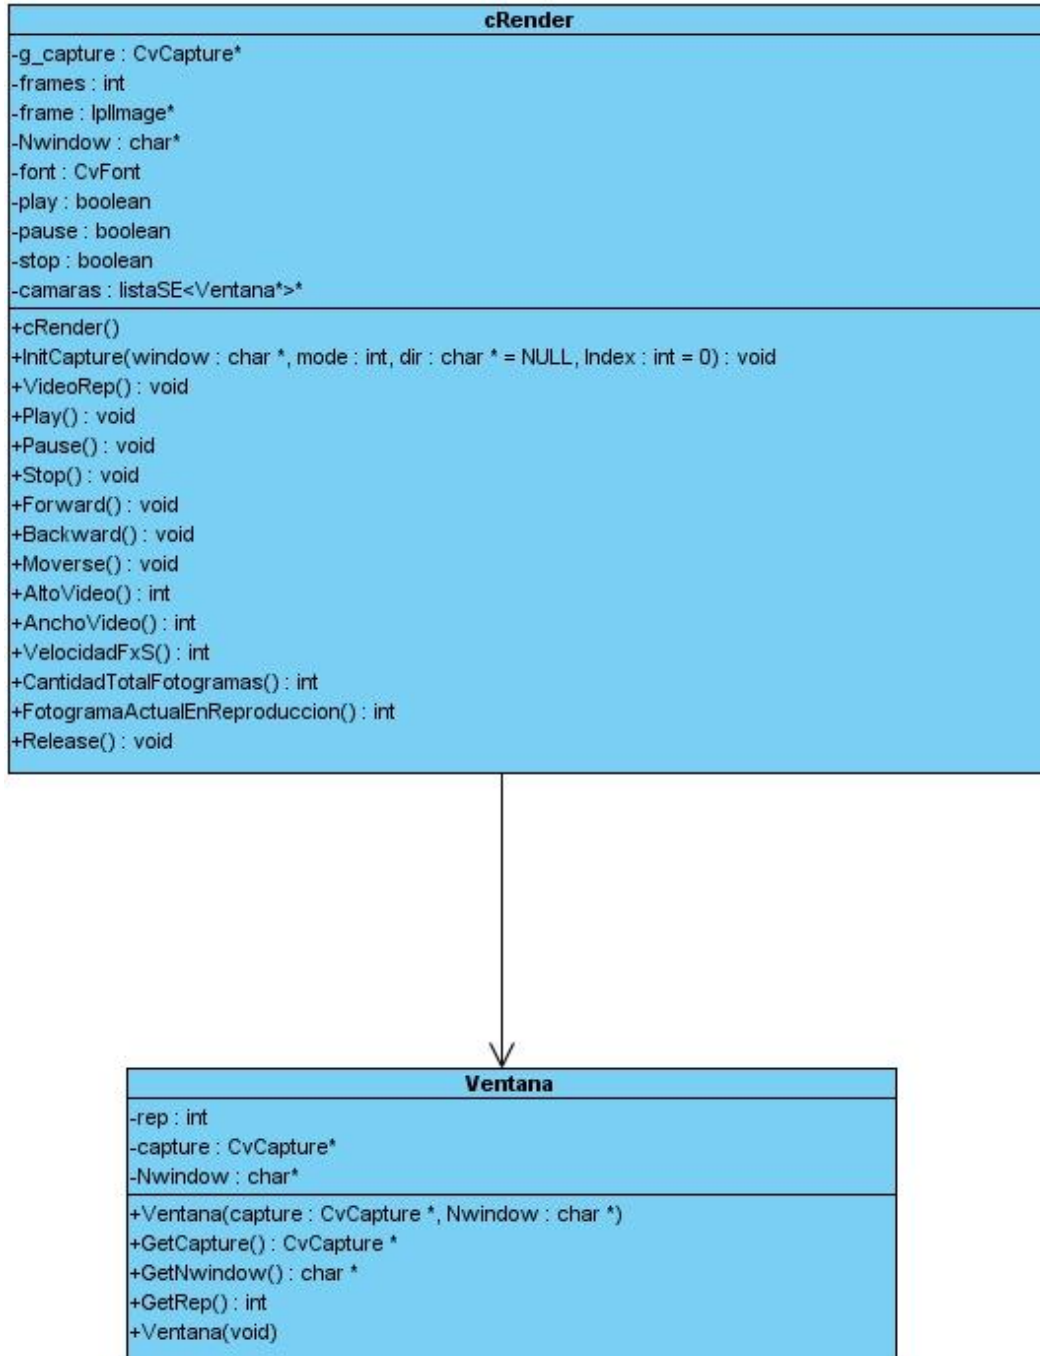 cRender
-g_capture : CvCapture*
-frames : int
-frame : IplImage*
-Nwindow : char*
-font : CvFont
-play : boolean
-pause : boolean
-stop : boolean
-camaras : listaSE<Ventana*>*
+cRender()
+InitCapture(window : char *, mode : int, dir : char * = NULL, Index : int = 0) : void
+VideoRep() : void
+Play() : void
+Pause() : void
+Stop() : void
+Forward() : void
+Backward() : void
+Moverse() : void
+AltoVideo() : int
+AnchoVideo() : int
+VelocidadFxS() : int
+CantidadTotalFotogramas() : int
+FotogramaActualEnReproduccion() : int
+Release() : void
Ventana
-rep : int
-capture : CvCapture*
-Nwindow : char*
+Ventana(capture : CvCapture *, Nwindow : char *)
+GetCapture() : CvCapture *
+GetNwindow() : char *
+GetRep() : int
+Ventana(void)